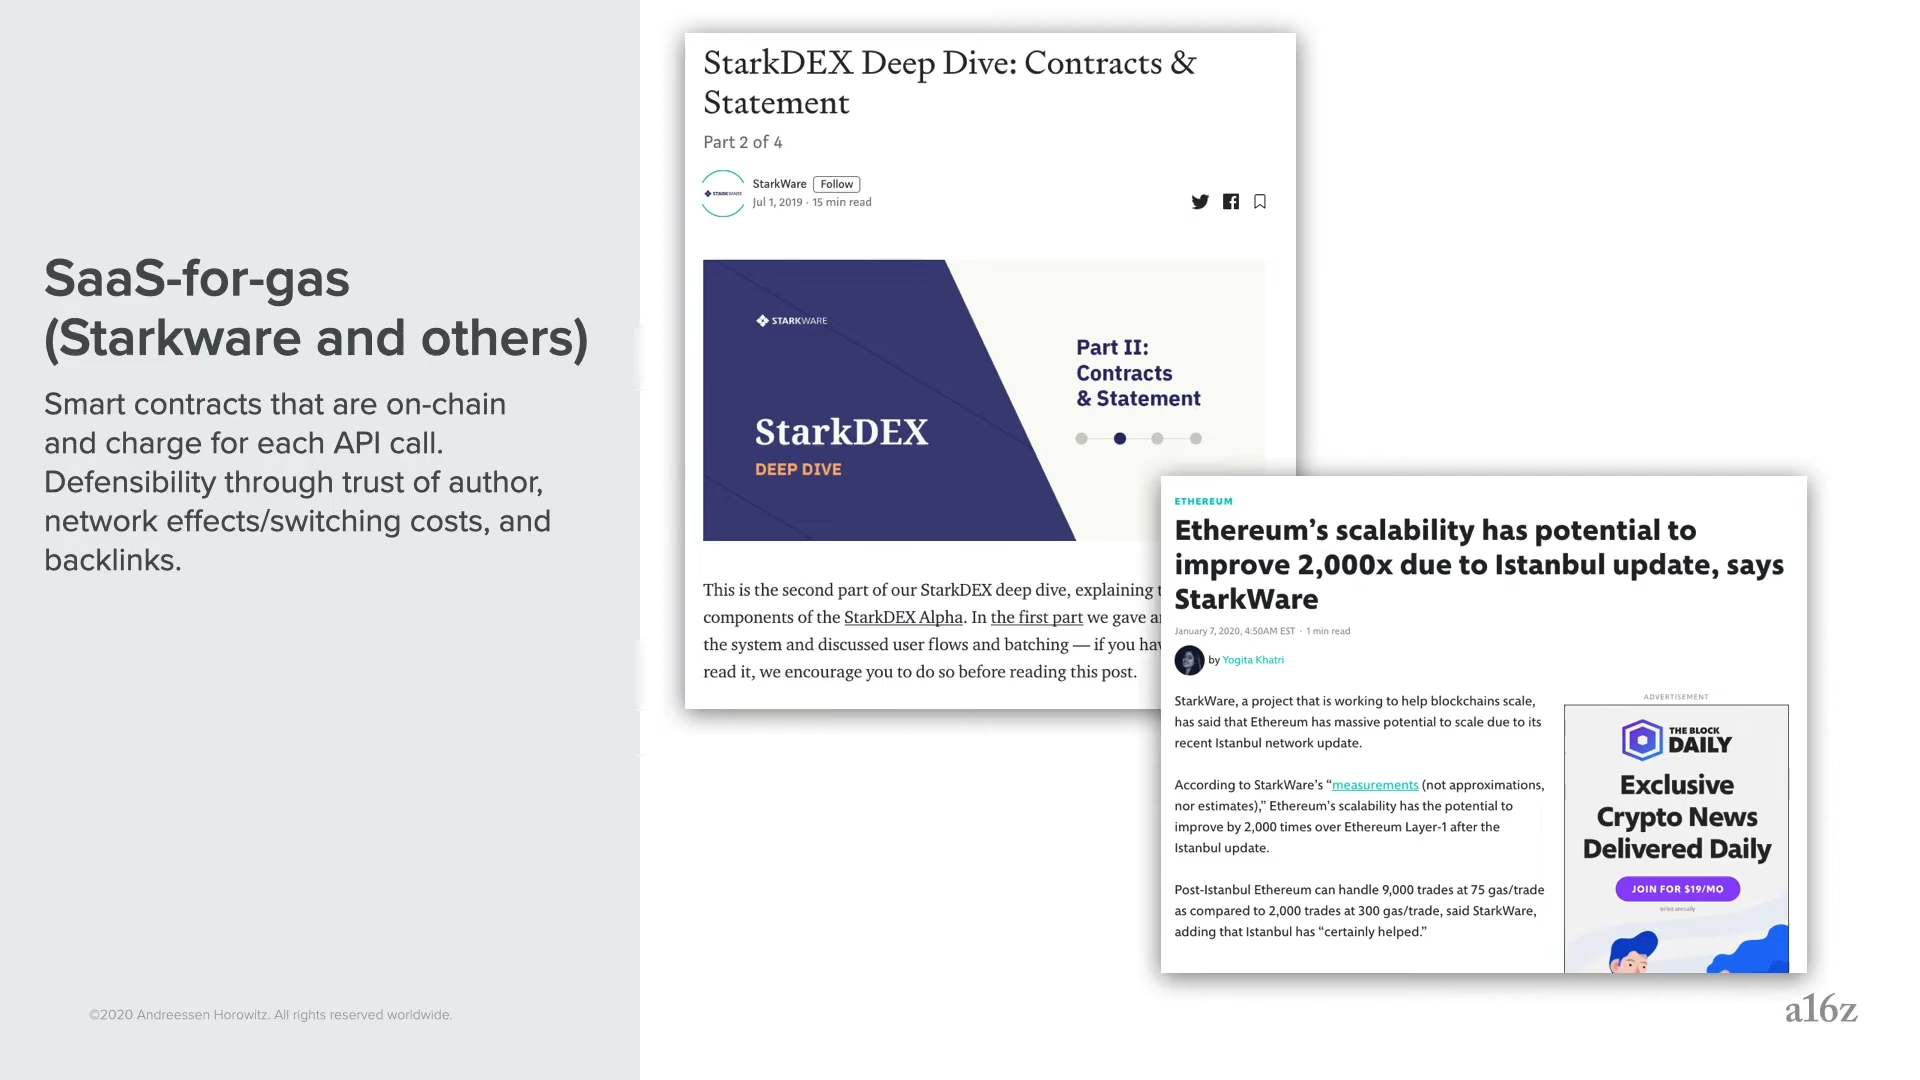 SaaS-for-gas
(Starkware and others)
Smart contracts that are on-chain
and charge for each API call.
Defensibility through trust of author,
network effects/switching costs, and
backlinks.
©2020 Andreessen Horowitz. All rights reserved worldwide.
StarkDEX Deep Dive: Contracts &
Statement
Part 2 of 4
STARKWARE
StarkWare Follow
Jul 1, 2019 · 15 min read
STARKWARE
StarkDEX
DEEP DIVE
Part II:
Contracts
& Statement
This is the second part of our StarkDEX deep dive, explaining
components of the StarkDEX Alpha. In the first part we gave
the system and discussed user flows and batching — if you
read it, we encourage you to do so before reading this post.
ETHEREUM
Ethereum’s scalability has potential to
improve 2,000x due to Istanbul update, says
StarkWare
January 7, 2020, 4:50AM EST · 1 min read
by Yogita Khatri
StarkWare, a project that is working to help blockchains scale,
has said that Ethereum has massive potential to scale due to its
recent Istanbul network update.
According to StarkWare’s “measurements (not approximations,
nor estimates),” Ethereum’s scalability has the potential to
improve by 2,000 times over Ethereum Layer-1 after the
Istanbul update.
Post-Istanbul Ethereum can handle 9,000 trades at 75 gas/trade
as compared to 2,000 trades at 300 gas/trade, said StarkWare,
adding that Istanbul has “certainly helped.”
ADVERTISEMENT
THE BLOCK
DAILY
Exclusive
Crypto News
Delivered Daily
JOIN FOR $19/MO
billed annually
a16z